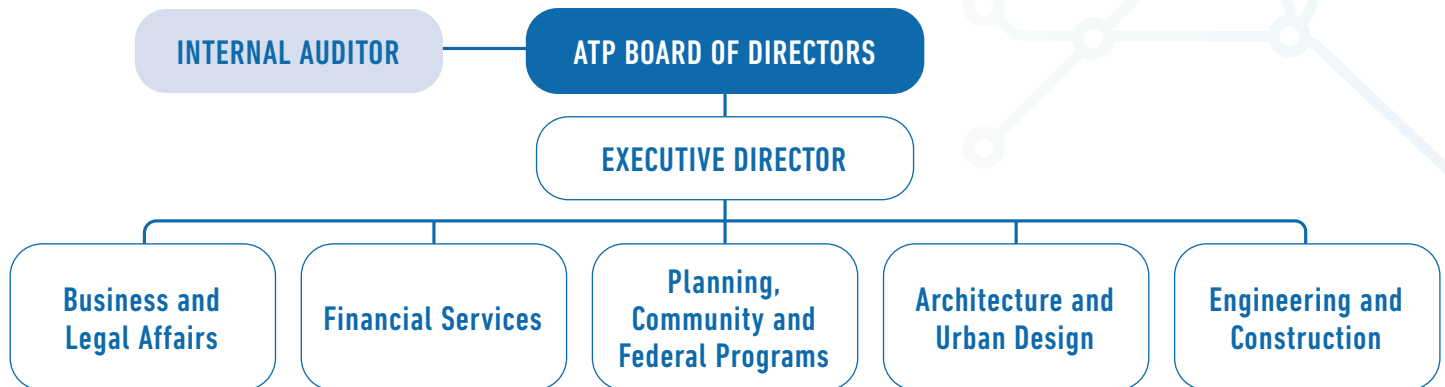 INTERNAL AUDITOR
ATP BOARD OF DIRECTORS
EXECUTIVE DIRECTOR
Business and
Legal Affairs
Financial Services
Planning,
Community and
Federal Programs
Architecture and
Urban Design
Engineering and
Construction